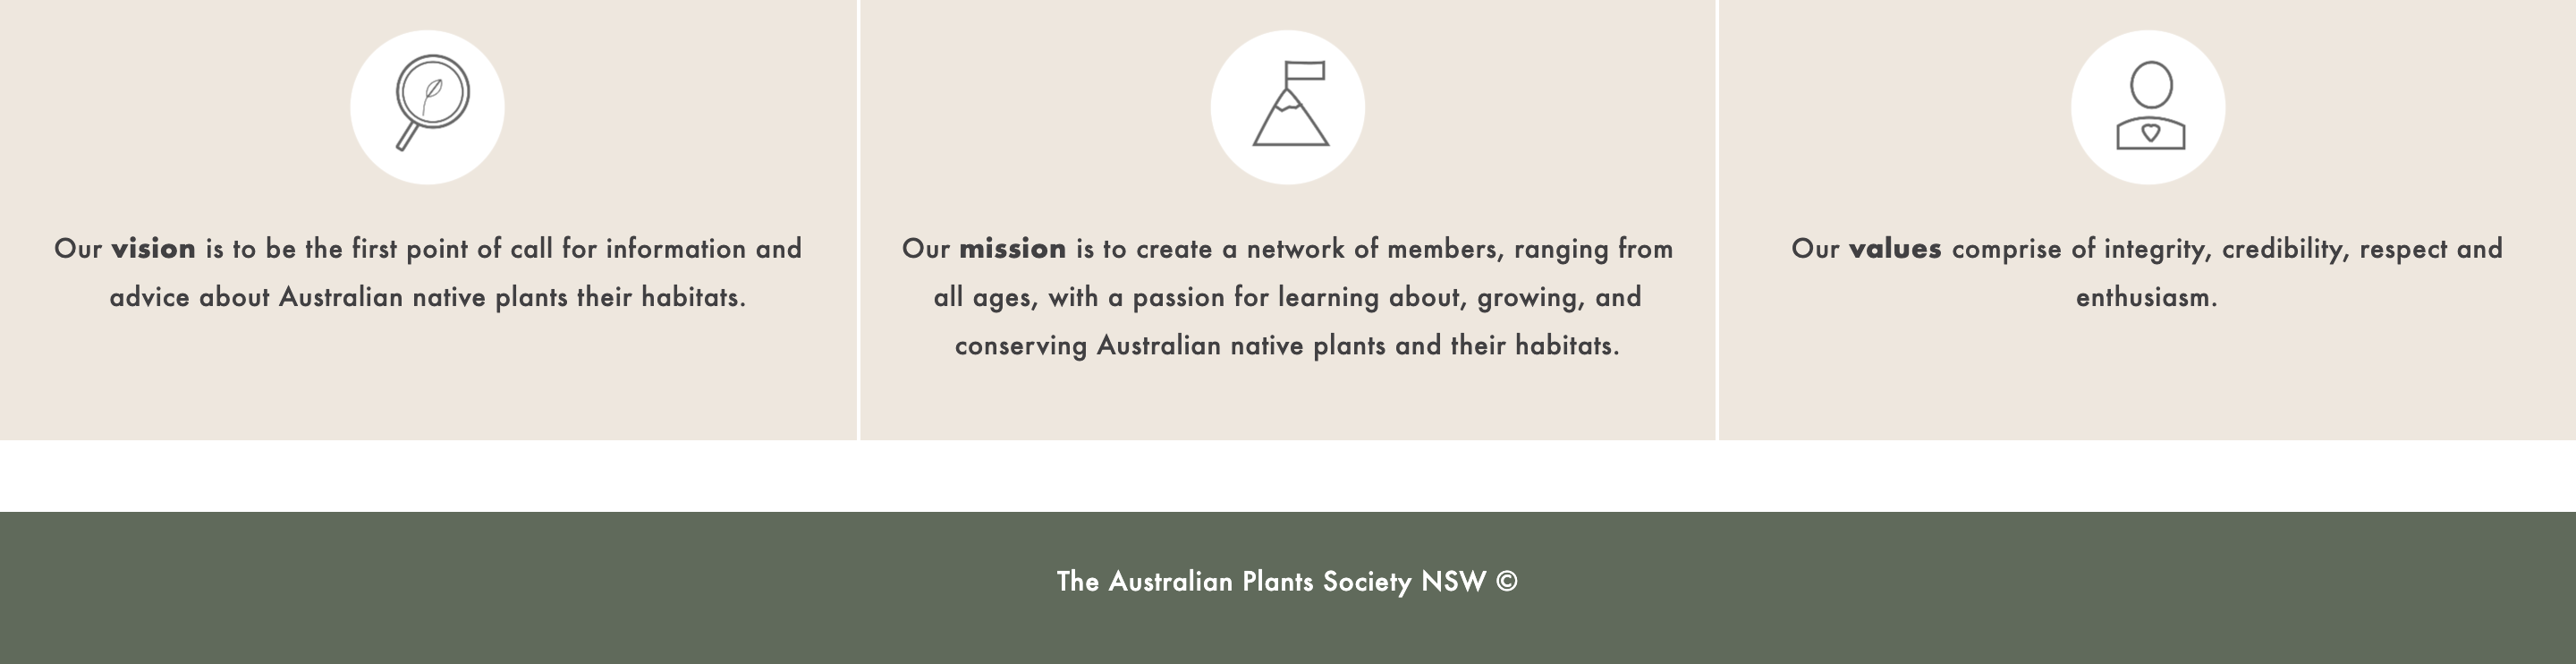 Our vision is to be the first point of call for information and
advice about Australian native plants their habitats.
Our mission is to create a network of members, ranging from
all ages, with a passion for learning about, growing, and
conserving Australian native plants and their habitats.
Our values comprise of integrity, credibility, respect and
enthusiasm.
The Australian Plants Society NSW ©